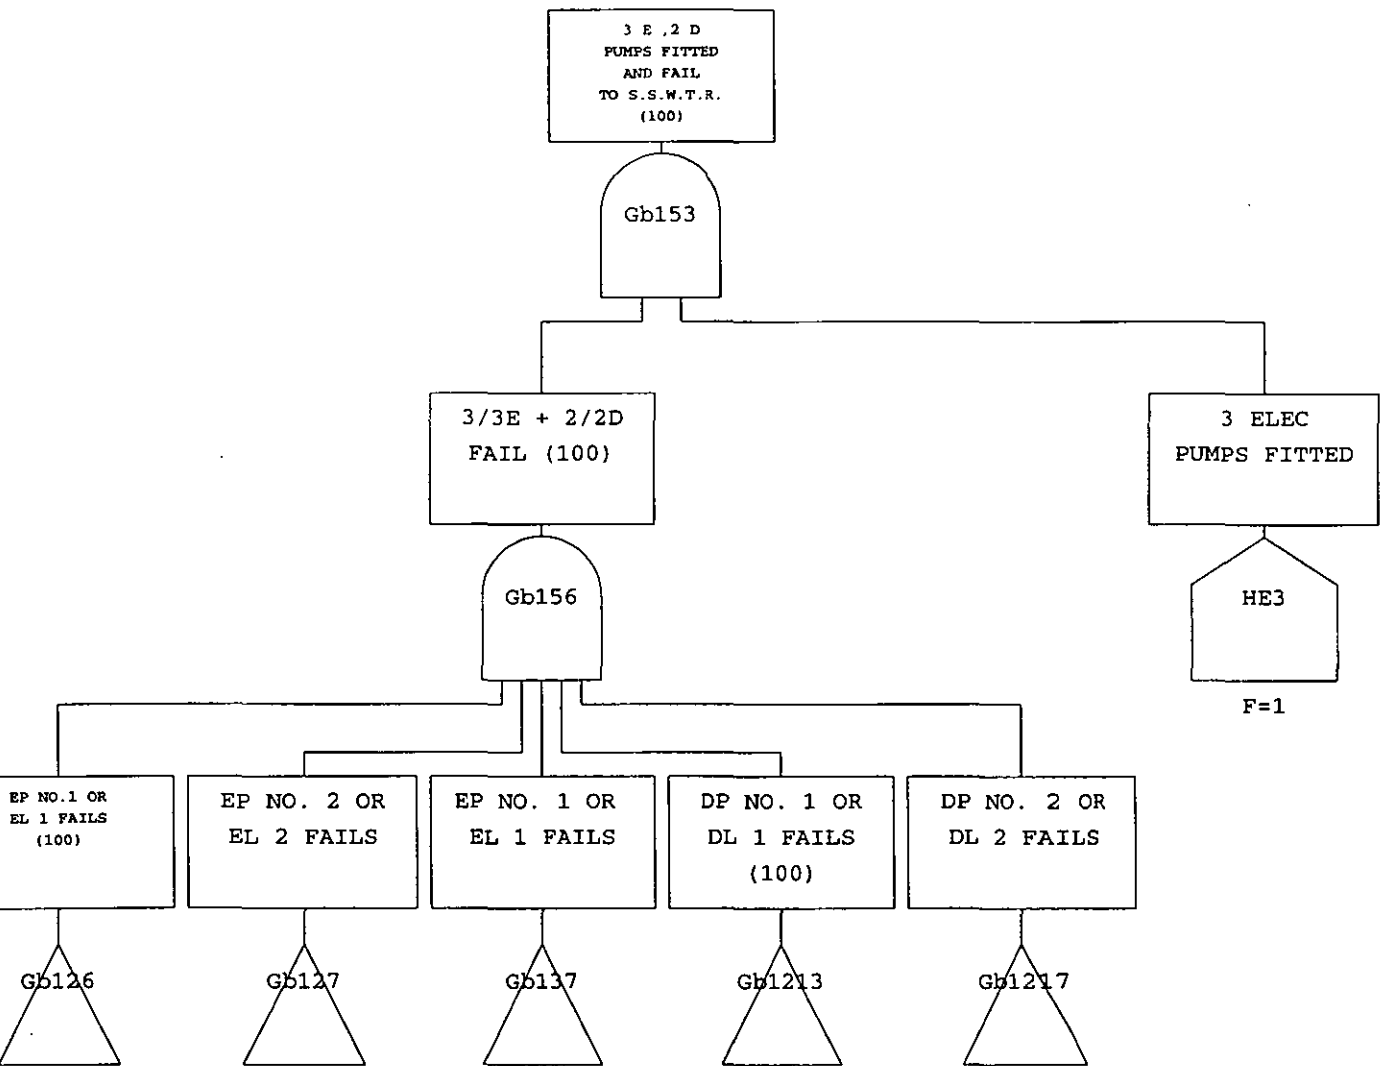 3 E ,2 D
PUMPS FITTED
AND FAIL
TO S.S.W.T.R.
(100)
Gb153
3/3E + 2/2D
FAIL (100)
3 ELEC
PUMPS FITTED
Gb156
HE3
F=1
EP NO.1 OR
EL 1 FAILS
(100)
EP NO. 2 OR
EL 2 FAILS
EP NO. 1 OR
EL 1 FAILS
DP NO. 1 OR
DL 1 FAILS
(100)
DP NO. 2 OR
DL 2 FAILS
Gb126
Gb127
Gb137
Gb1213
Gb1217